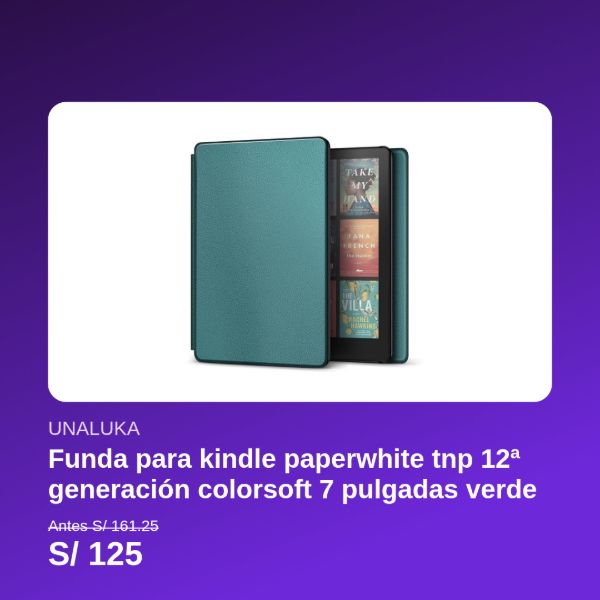 TAKE
MY
HAND
TANA
FRENCH
THE
VILLA
RACHEL
HAWKINS
UNALUKA
Funda para kindle paperwhite tnp 12ª
generación colorsoft 7 pulgadas verde
Antes S/ 161.25
S/ 125